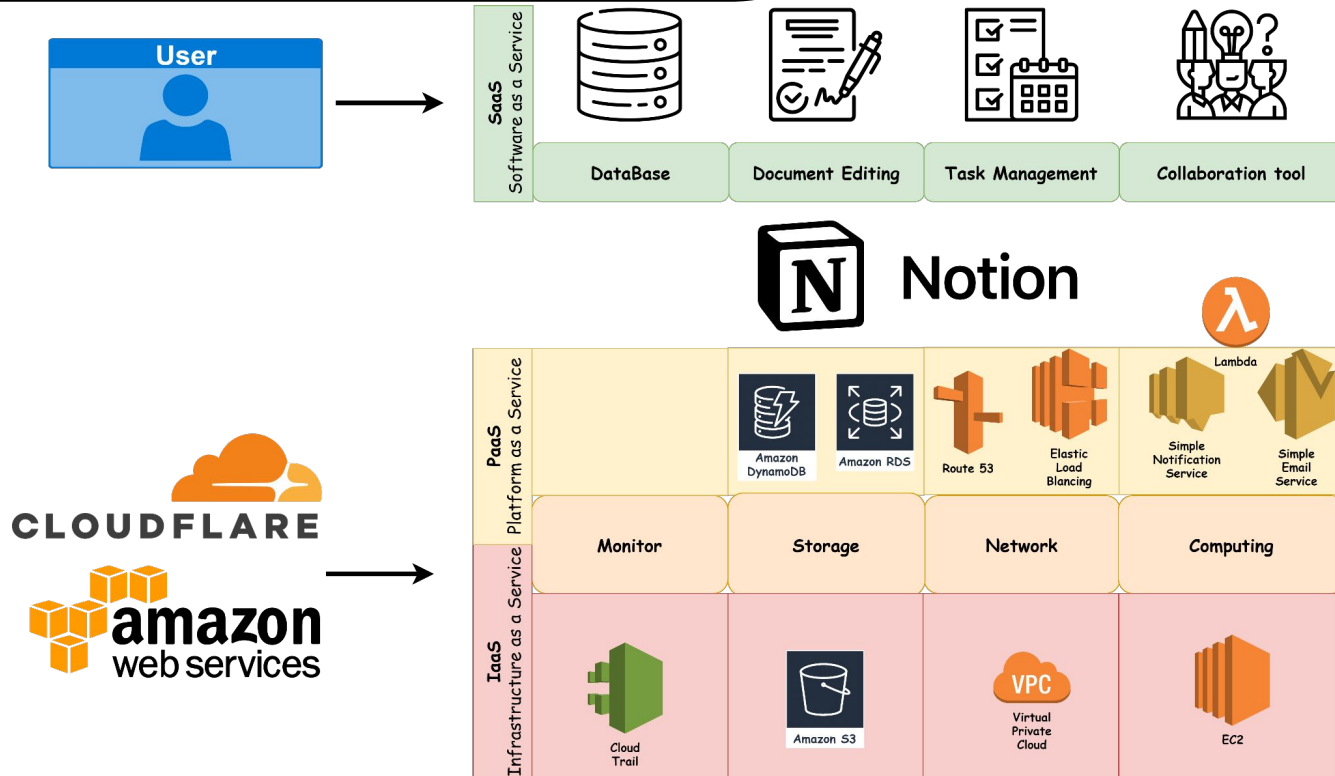 User
SaaS
Software as a Service
DataBase
Document Editing
Task Management
Collaboration tool
N
Notion
λ
Lambda
PaaS
Platform as a Service
Amazon
DynamoDB
Amazon RDS
Route 53
Elastic
Load
Blancing
Simple
Notification
Service
Simple
Email
Service
CLOUDFLARE
Monitor
Storage
Network
Computing
amazon
web services
IaaS
Infrastructure as a Service
Cloud
Trail
Amazon S3
VPC
Virtual
Private
Cloud
EC2